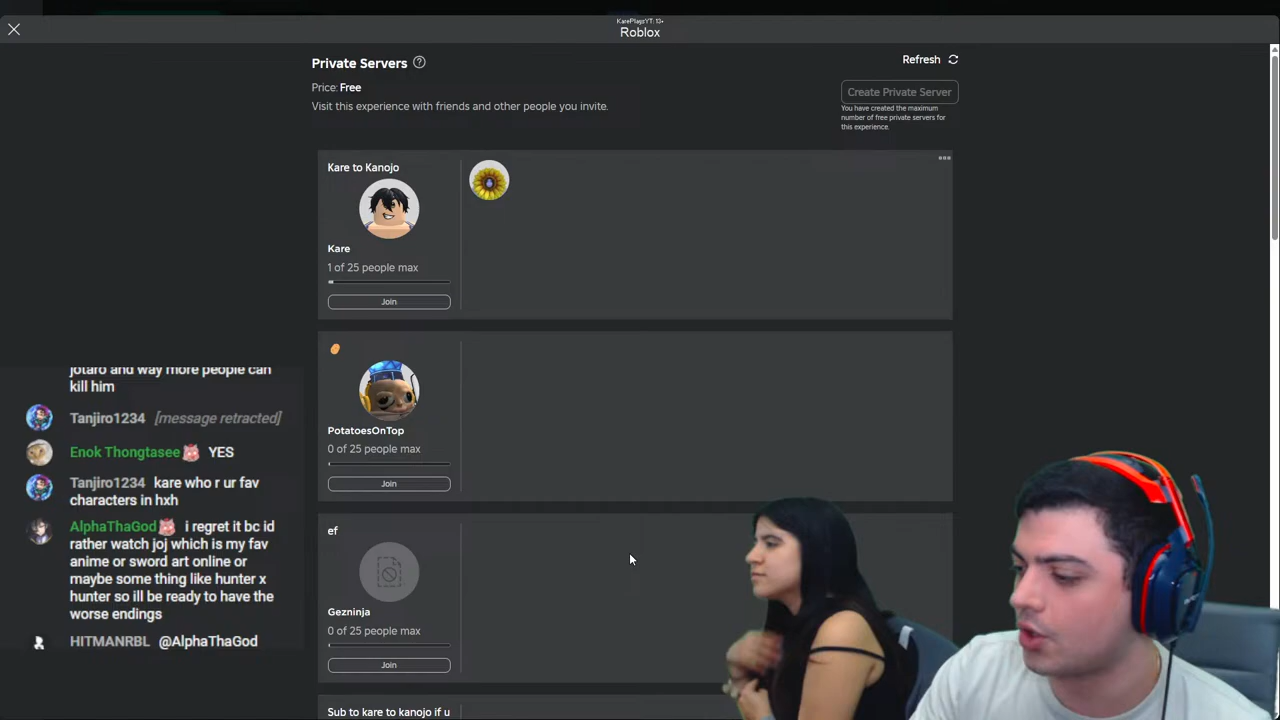 KarePlayzYT: 13+
Roblox
Private Servers
Refresh
Price: Free
Create Private Server
Visit this experience with friends and other people you invite.
You have created the maximum
number of free private servers for
this experience.
Kare to Kanojo
Kare
1 of 25 people max
Join
PotatoesOnTop
0 of 25 people max
Join
ef
Gezninja
0 of 25 people max
Join
Sub to kare to kanojo if u
jotaro and way more people can
kill him
Tanjiro1234 [message retracted]
Enok Thongtasee YES
Tanjiro1234 kare who r ur fav
characters in hxh
AlphaThaGod i regret it bc id
rather watch joj which is my fav
anime or sword art online or
maybe some thing like hunter x
hunter so ill be ready to have the
worse endings
HITMANRBL @AlphaThaGod